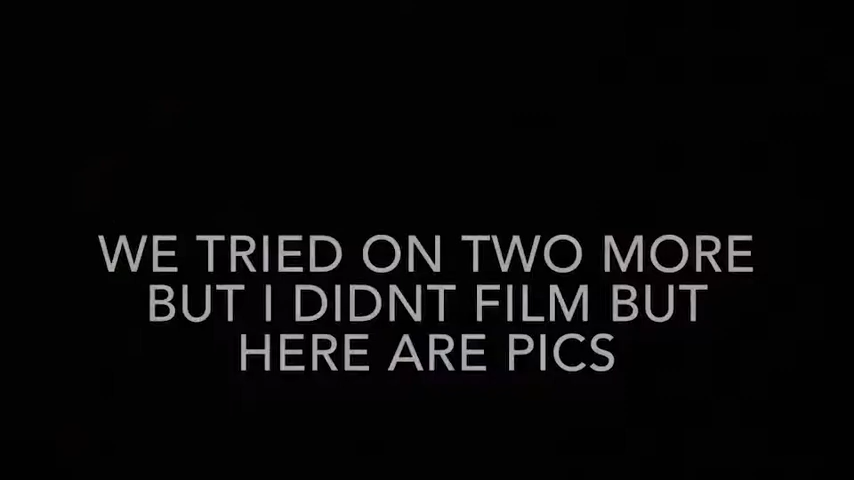 WE TRIED ON TWO MORE
BUT I DIDNT FILM BUT
HERE ARE PICS